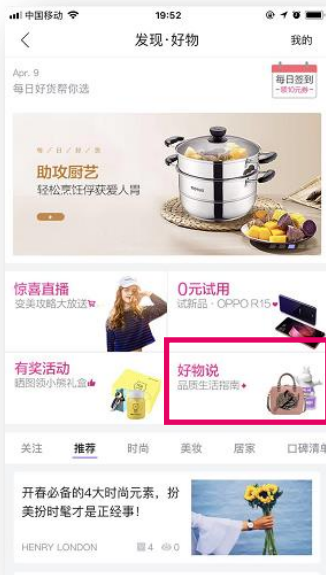 中国移动
19:52
发现·好物
我的
Apr. 9
每日好货帮你选
每日签到
-领10元券-
每/日/好/货
助攻厨艺
轻松烹饪俘获爱人胃
惊喜直播
变美攻略大放送
0元试用
试新品·OPPO R15
有奖活动
晒图领小熊礼盒
好物说
品质生活指南
关注
推荐
时尚
美妆
居家
口碑清单
开春必备的4大时尚元素，扮
美扮时髦才是正经事！
HENRY LONDON
4
0